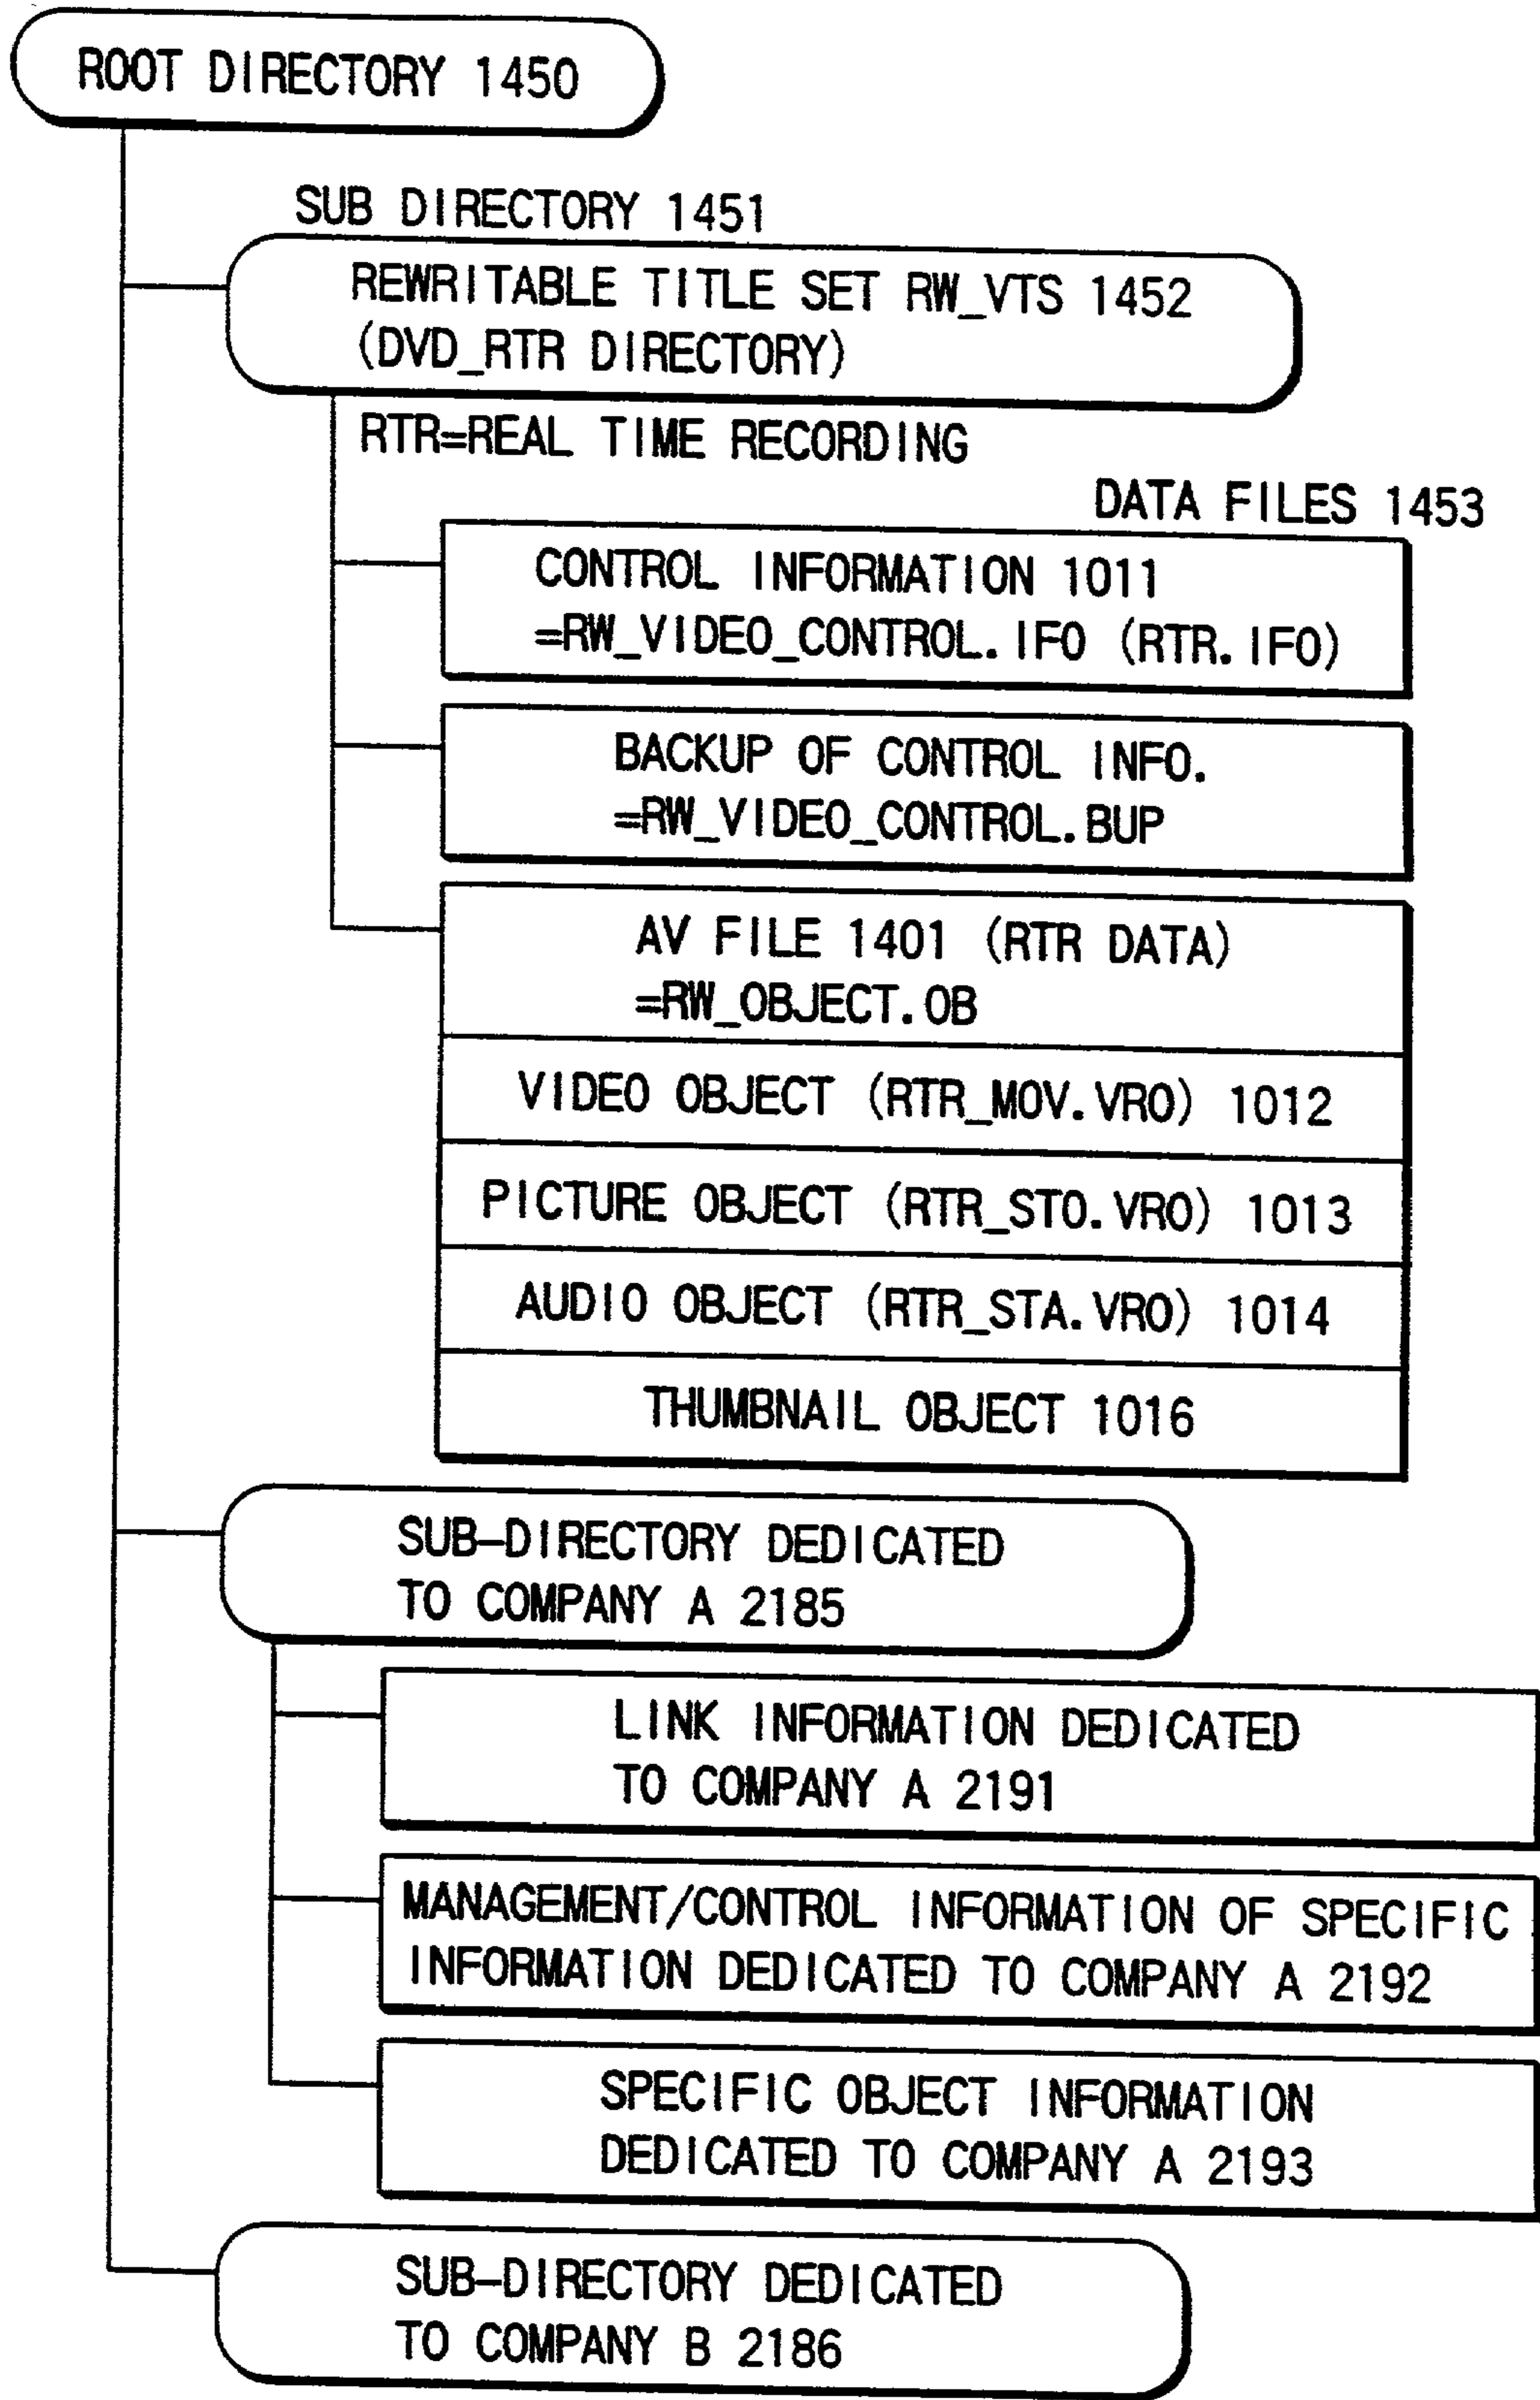 ROOT DIRECTORY 1450
SUB DIRECTORY 1451
REWRITABLE TITLE SET RW_VTS 1452
(DVD_RTR DIRECTORY)
RTR=REAL TIME RECORDING
DATA FILES 1453
CONTROL INFORMATION 1011
=RW_VIDEO_CONTROL.IFO (RTR.IFO)
BACKUP OF CONTROL INFO.
=RW_VIDEO_CONTROL.BUP
AV FILE 1401 (RTR DATA)
=RW_OBJECT.OB
VIDEO OBJECT (RTR_MOV.VRO) 1012
PICTURE OBJECT (RTR_STO.VRO) 1013
AUDIO OBJECT (RTR_STA.VRO) 1014
THUMBNAIL OBJECT 1016
SUB-DIRECTORY DEDICATED
TO COMPANY A 2185
LINK INFORMATION DEDICATED
TO COMPANY A 2191
MANAGEMENT/CONTROL INFORMATION OF SPECIFIC
INFORMATION DEDICATED TO COMPANY A 2192
SPECIFIC OBJECT INFORMATION
DEDICATED TO COMPANY A 2193
SUB-DIRECTORY DEDICATED
TO COMPANY B 2186